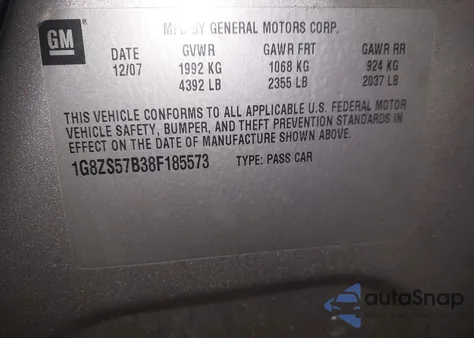 GM
MFD BY GENERAL MOTORS CORP.
DATE GVWR GAWR FRT GAWR RR
12/07 1992 KG 1068 KG 924 KG
4392 LB 2355 LB 2037 LB
THIS VEHICLE CONFORMS TO ALL APPLICABLE U.S. FEDERAL MOTOR
VEHICLE SAFETY, BUMPER, AND THEFT PREVENTION STANDARDS IN
EFFECT ON THE DATE OF MANUFACTURE SHOWN ABOVE.
1G8ZS57B38F185573 TYPE: PASS CAR
autaSnap